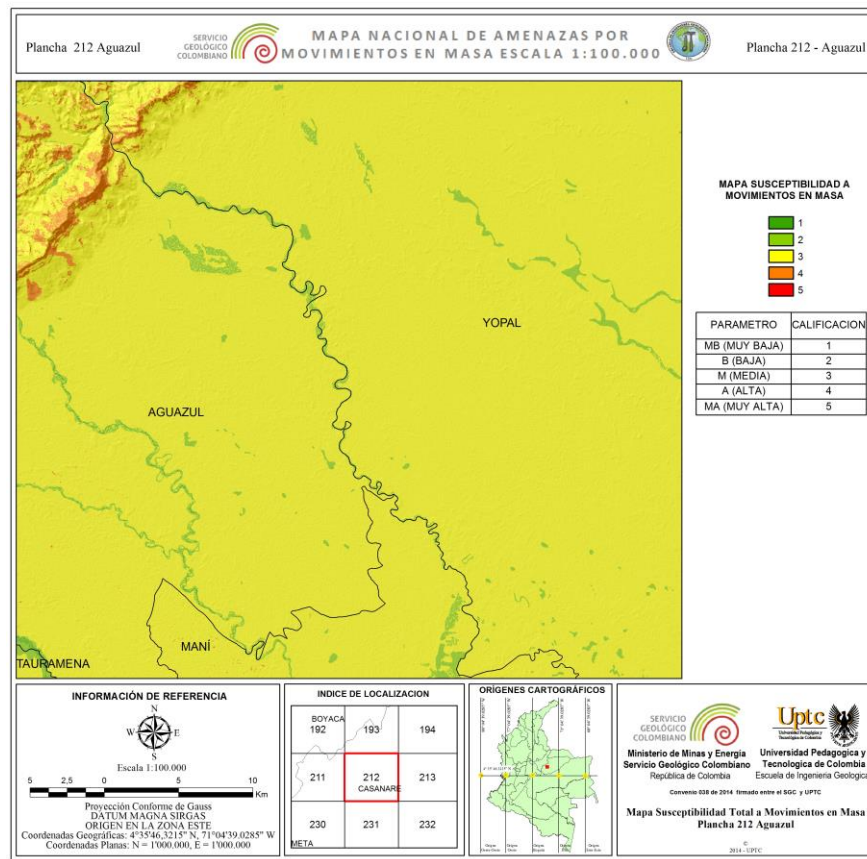 Plancha 212 Aguazul
SERVICIO
GEOLÓGICO
COLOMBIANO
MAPA NACIONAL DE AMENAZAS POR
MOVIMIENTOS EN MASA ESCALA 1:100.000
Plancha 212 - Aguazul
MAPA SUSCEPTIBILIDAD A
MOVIMIENTOS EN MASA
1
2
3
4
5
PARAMETRO CALIFICACION
MB (MUY BAJA) 1
B (BAJA) 2
M (MEDIA) 3
A (ALTA) 4
MA (MUY ALTA) 5
YOPAL
AGUAZUL
MANÍ
TAURAMENA
INFORMACIÓN DE REFERENCIA
N
W E
S
Escala 1:100.000
5 2,5 0 5 10
Km
Proyección Conforme de Gauss
DATUM MAGNA SIRGAS
ORIGEN EN LA ZONA ESTE
Coordenadas Geográficas: 4°35'46,3215" N, 71°04'39.0285" W
Coordenadas Planas: N = 1'000.000, E = 1'000.000
INDICE DE LOCALIZACION
BOYACA
192 193 194
211 212 213
CASANARE
230 231 232
META
ORÍGENES CARTOGRÁFICOS
SERVICIO
GEOLÓGICO
COLOMBIANO
Ministerio de Minas y Energia
Servicio Geológico Colombiano
República de Colombia
Uptc
Universidad Pedagógica y
Tecnológica de Colombia
Universidad Pedagogica y
Tecnologica de Colombia
Escuela de Ingenieria Geologica
Convenio 038 de 2014 firmado entre el SGC y UPTC
Mapa Susceptibilidad Total a Movimientos en Masa
Plancha 212 Aguazul
©
2014 - UPTC